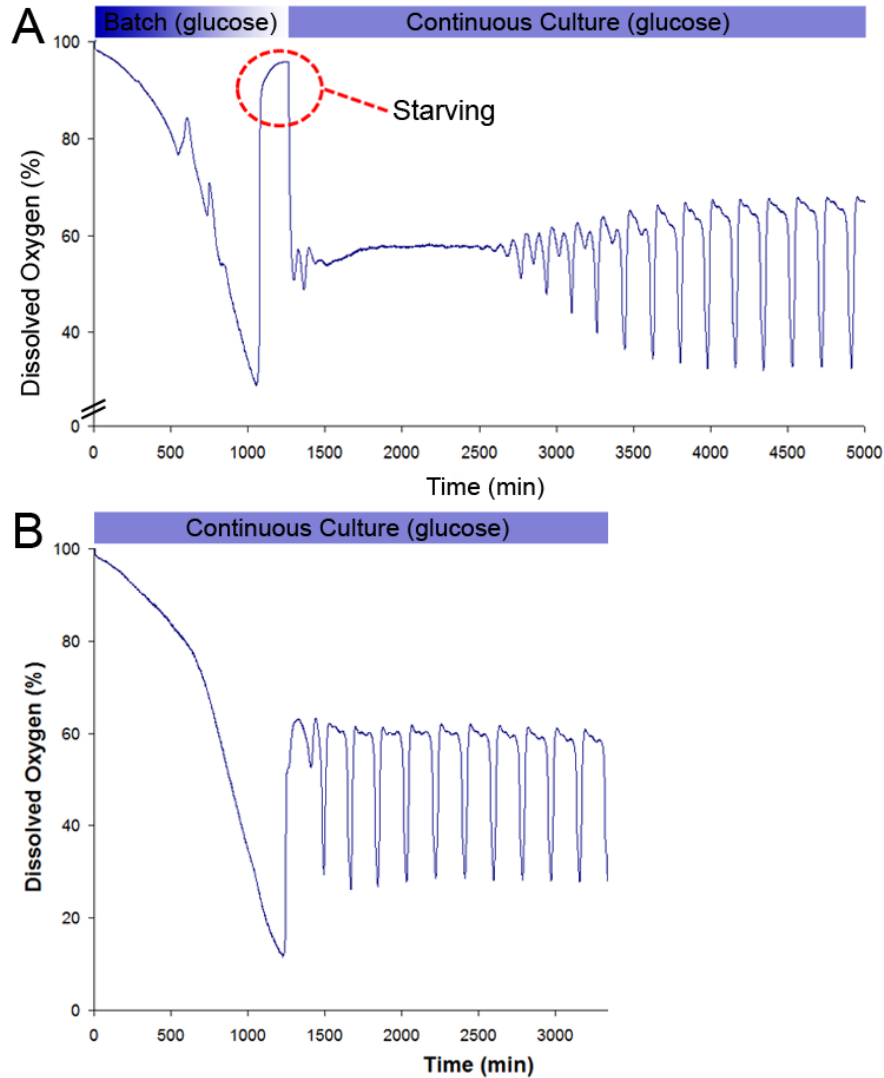 A
Batch (glucose) Continuous Culture (glucose)
100
80
60
40
0
Dissolved Oxygen (%)
Starving
0 500 1000 1500 2000 2500 3000 3500 4000 4500 5000
Time (min)
B
Continuous Culture (glucose)
100
80
60
40
20
0
Dissolved Oxygen (%)
0 500 1000 1500 2000 2500 3000
Time (min)